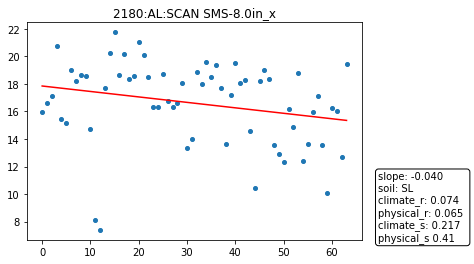 2180:AL:SCAN SMS-8.0in_x
22
20
18
16
14
12
10
8
0 10 20 30 40 50 60
slope: -0.040
soil: SL
climate_r: 0.074
physical_r: 0.065
climate_s: 0.217
physical_s 0.41